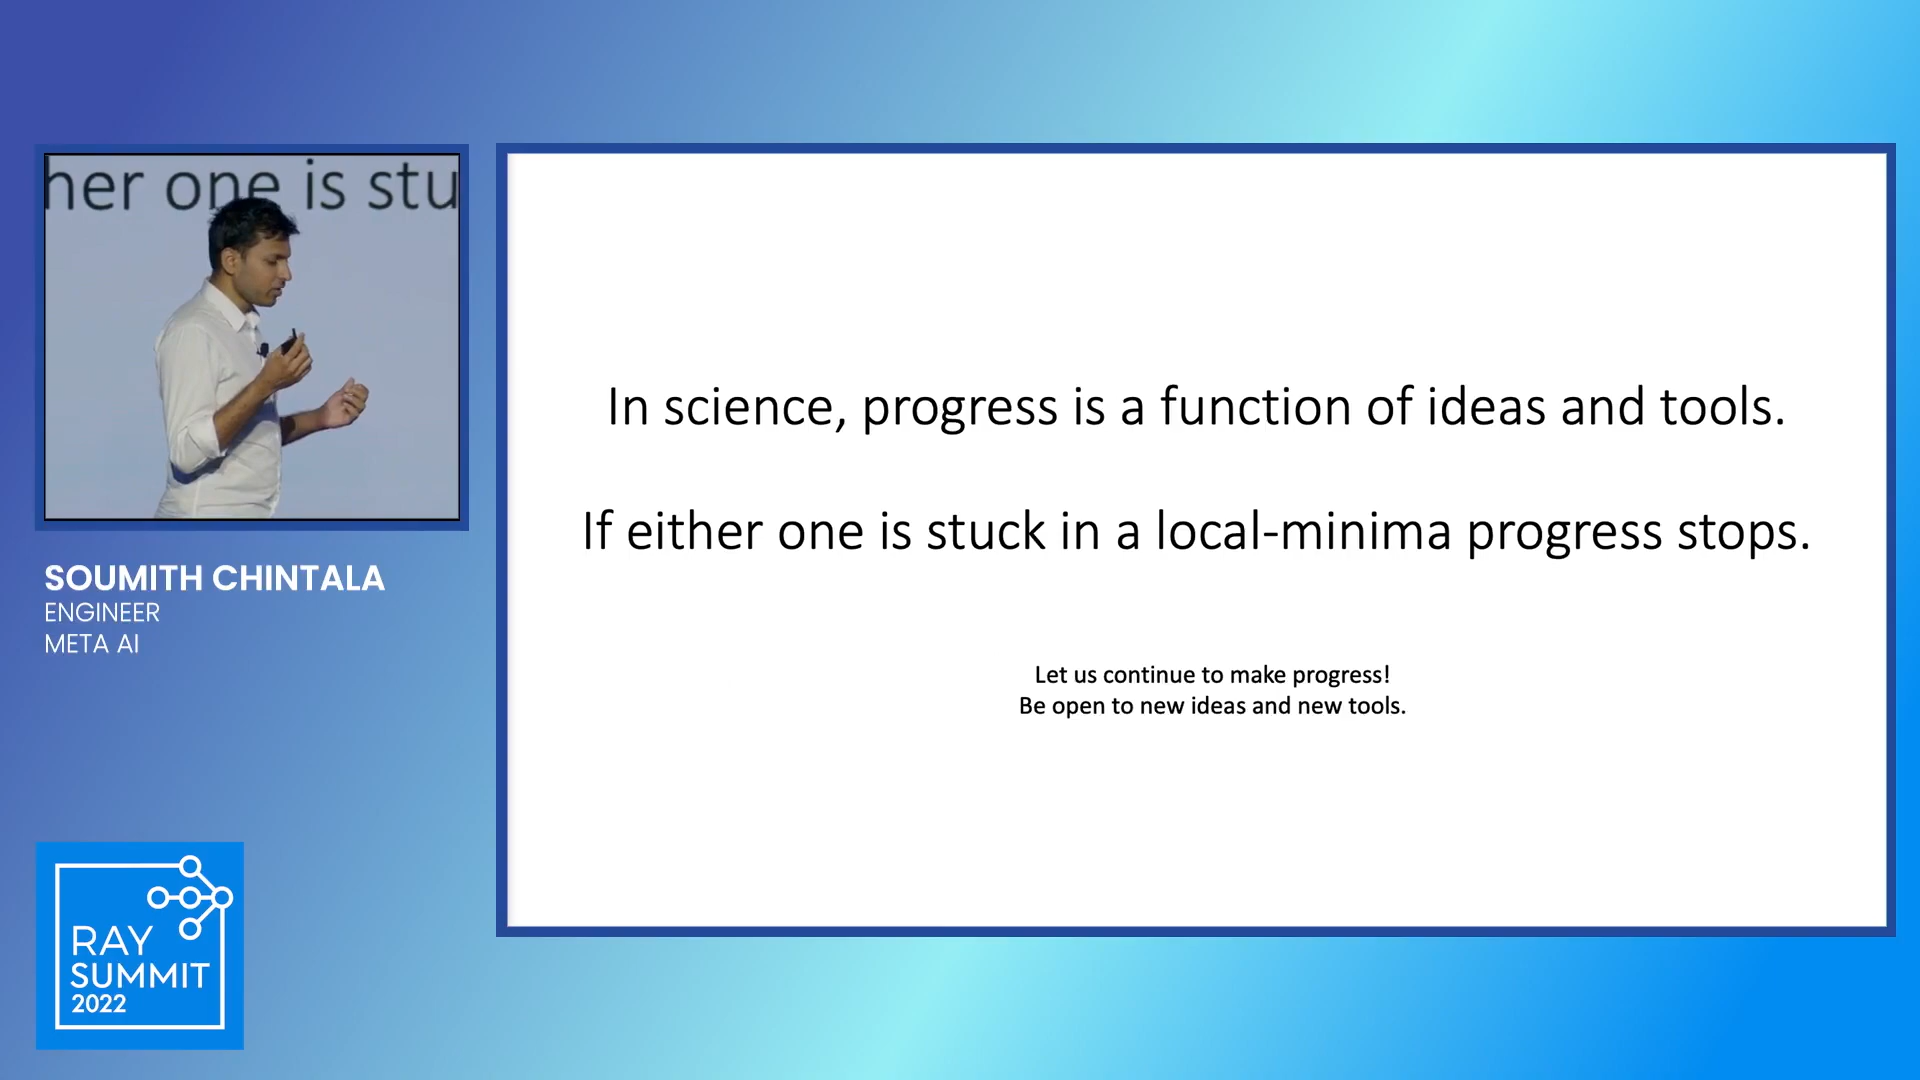 her one is stu
SOUMITH CHINTALA
ENGINEER
META AI
RAY
SUMMIT
2022
In science, progress is a function of ideas and tools.
If either one is stuck in a local-minima progress stops.
Let us continue to make progress!
Be open to new ideas and new tools.